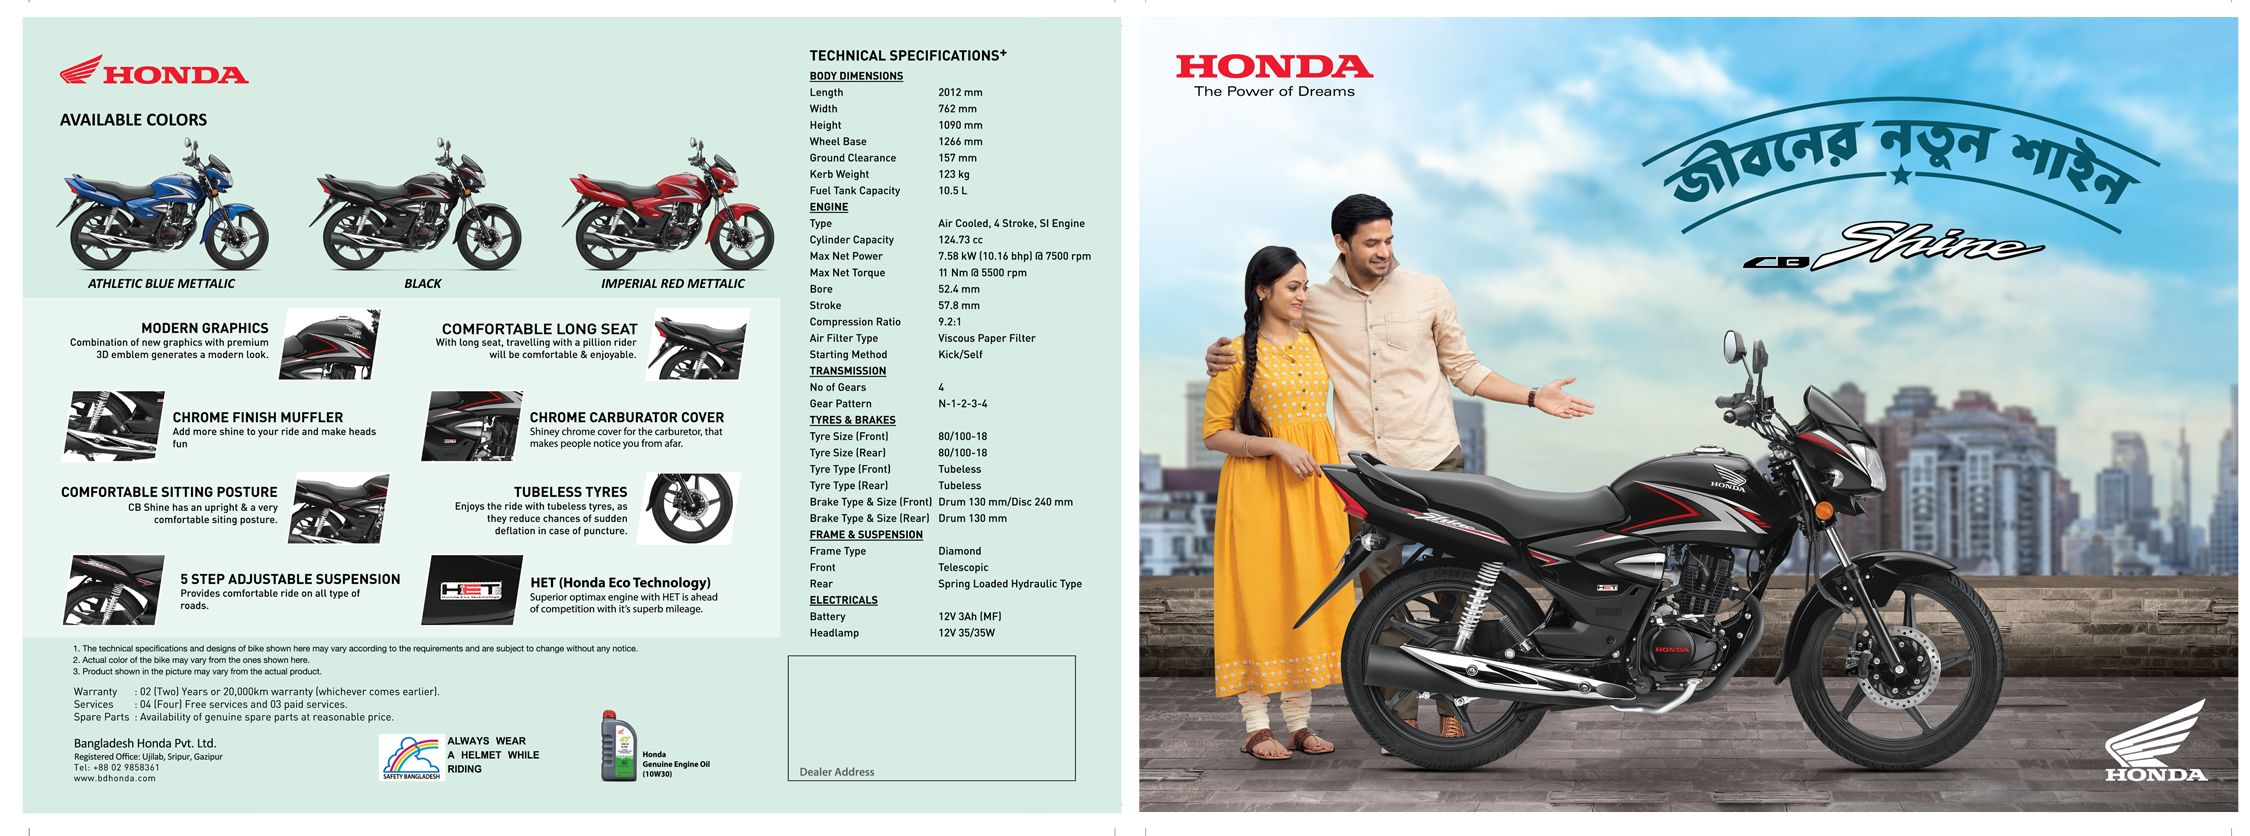 HONDA
AVAILABLE COLORS
ATHLETIC BLUE METTALIC
BLACK
IMPERIAL RED METTALIC
MODERN GRAPHICS
Combination of new graphics with premium
3D emblem generates a modern look.
COMFORTABLE LONG SEAT
With long seat, travelling with a pillion rider
will be comfortable & enjoyable.
CHROME FINISH MUFFLER
Add more shine to your ride and make heads
fun
CHROME CARBURATOR COVER
Shiney chrome cover for the carburetor, that
makes people notice you from afar.
COMFORTABLE SITTING POSTURE
CB Shine has an upright & a very
comfortable siting posture.
TUBELESS TYRES
Enjoys the ride with tubeless tyres, as
they reduce chances of sudden
deflation in case of puncture.
5 STEP ADJUSTABLE SUSPENSION
Provides comfortable ride on all type of
roads.
HET
HET (Honda Eco Technology)
Superior optimax engine with HET is ahead
of competition with it's superb mileage.
1. The technical specifications and designs of bike shown here may vary according to the requirements and are subject to change without any notice.
2. Actual color of the bike may vary from the ones shown here.
3. Product shown in the picture may vary from the actual product.
Warranty : 02 (Two) Years or 20,000km warranty (whichever comes earlier).
Services : 04 (Four) Free services and 03 paid services.
Spare Parts : Availability of genuine spare parts at reasonable price.
Bangladesh Honda Pvt. Ltd.
Registered Office: Ujilab, Sripur, Gazipur
Tel: +88 02 9858361
www.bdhonda.com
SAFETY BANGLADESH
ALWAYS WEAR
A HELMET WHILE
RIDING
Honda
Genuine Engine Oil
(10W30)
TECHNICAL SPECIFICATIONS+
BODY DIMENSIONS
Length 2012 mm
Width 762 mm
Height 1090 mm
Wheel Base 1266 mm
Ground Clearance 157 mm
Kerb Weight 123 kg
Fuel Tank Capacity 10.5 L
ENGINE
Type Air Cooled, 4 Stroke, SI Engine
Cylinder Capacity 124.73 cc
Max Net Power 7.58 kW (10.16 bhp) @ 7500 rpm
Max Net Torque 11 Nm @ 5500 rpm
Bore 52.4 mm
Stroke 57.8 mm
Compression Ratio 9.2:1
Air Filter Type Viscous Paper Filter
Starting Method Kick/Self
TRANSMISSION
No of Gears 4
Gear Pattern N-1-2-3-4
TYRES & BRAKES
Tyre Size (Front) 80/100-18
Tyre Size (Rear) 80/100-18
Tyre Type (Front) Tubeless
Tyre Type (Rear) Tubeless
Brake Type & Size (Front) Drum 130 mm/Disc 240 mm
Brake Type & Size (Rear) Drum 130 mm
FRAME & SUSPENSION
Frame Type Diamond
Front Telescopic
Rear Spring Loaded Hydraulic Type
ELECTRICALS
Battery 12V 3Ah (MF)
Headlamp 12V 35/35W
Dealer Address
HONDA
The Power of Dreams
জীবনের নতুন শাইন
CB Shine
HONDA
Shine
HET
HONDA
HONDA